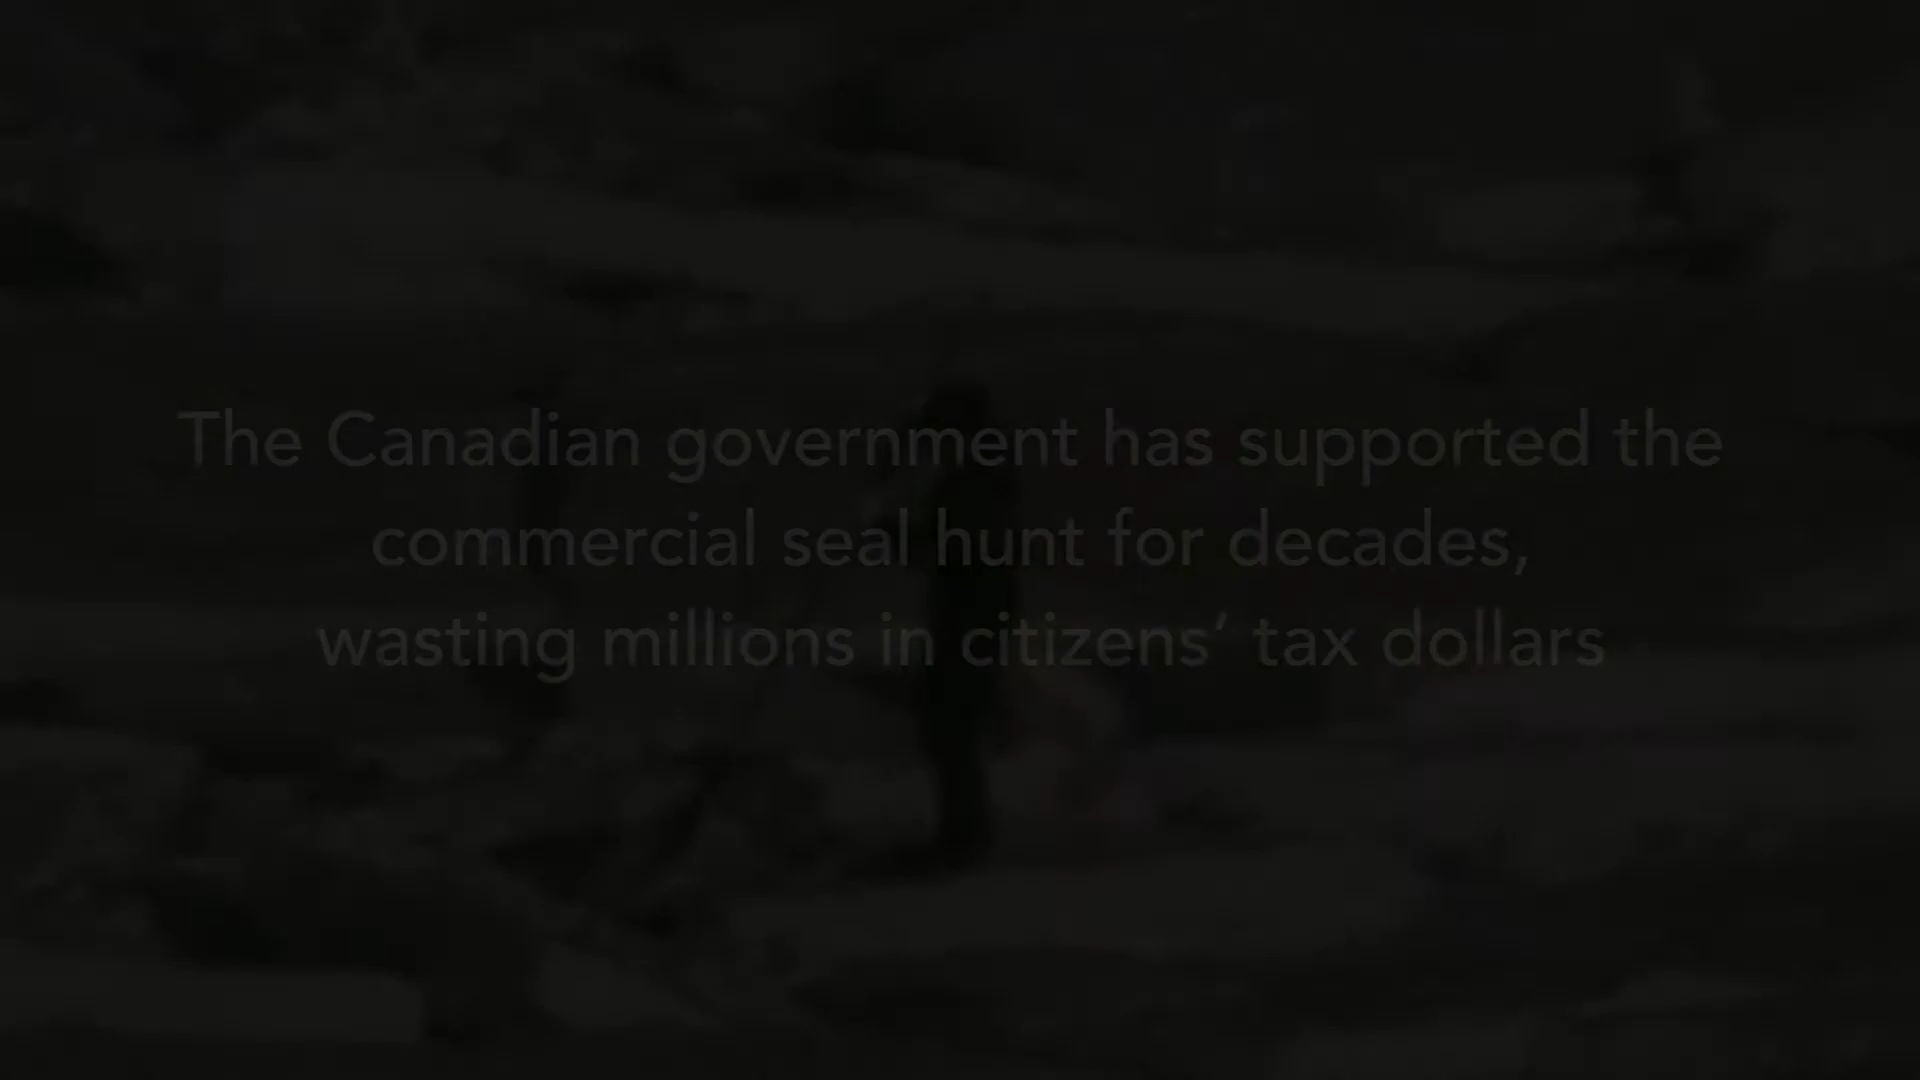 The Canadian government has supported the
commercial seal hunt for decades,
wasting millions in citizens’ tax dollars